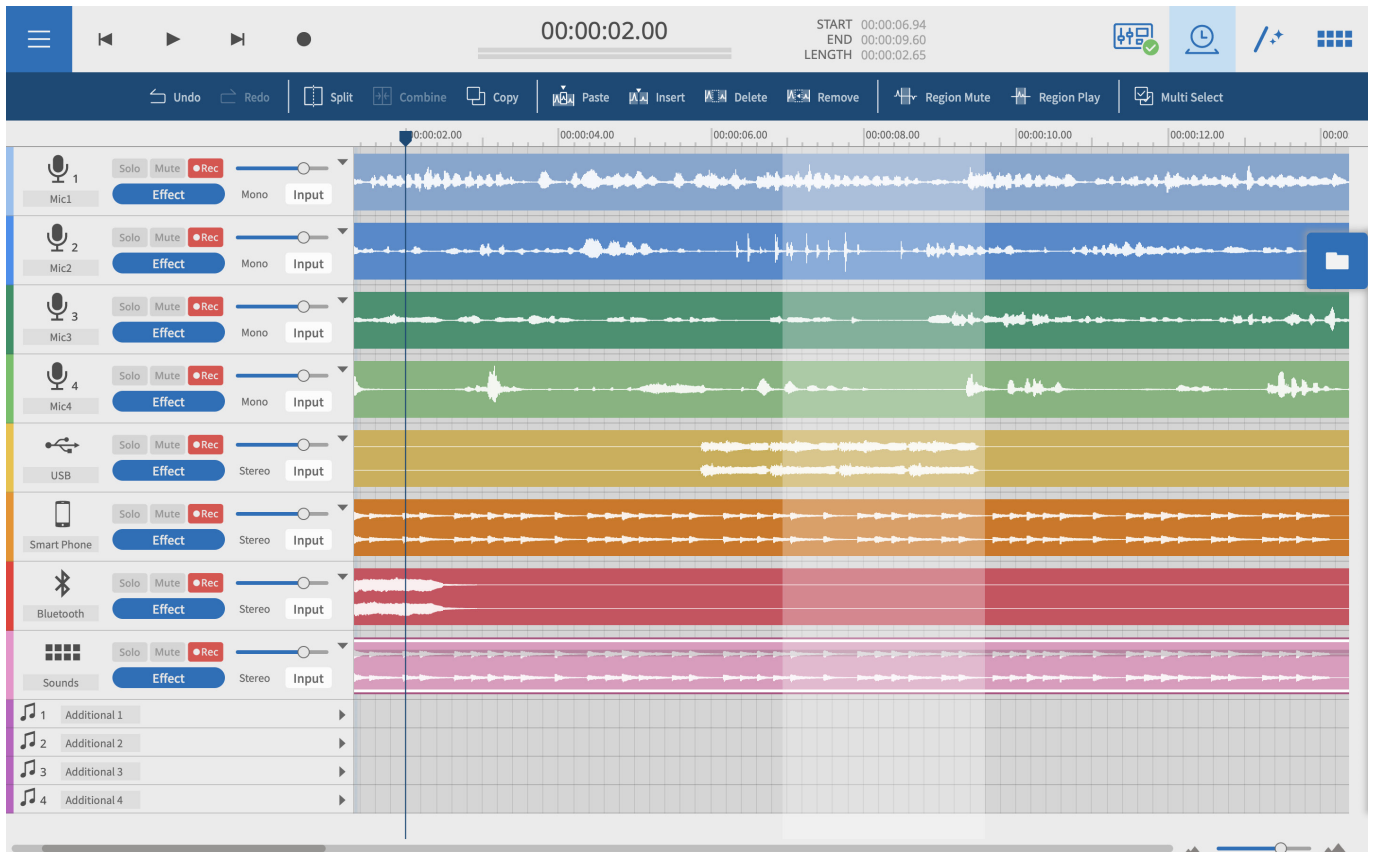 00:00:02.00
START 00:00:06.94
END 00:00:09.60
LENGTH 00:00:02.65
Undo Redo Split Combine Copy Paste Insert Delete Remove Region Mute Region Play Multi Select
00:00:02.00 00:00:04.00 00:00:06.00 00:00:08.00 00:00:10.00 00:00:12.00 00:00
1 Solo Mute Rec
Mic1 Effect Mono Input
2 Solo Mute Rec
Mic2 Effect Mono Input
3 Solo Mute Rec
Mic3 Effect Mono Input
4 Solo Mute Rec
Mic4 Effect Mono Input
Solo Mute Rec
USB Effect Stereo Input
Solo Mute Rec
Smart Phone Effect Stereo Input
Solo Mute Rec
Bluetooth Effect Stereo Input
Solo Mute Rec
Sounds Effect Stereo Input
1 Additional 1
2 Additional 2
3 Additional 3
4 Additional 4